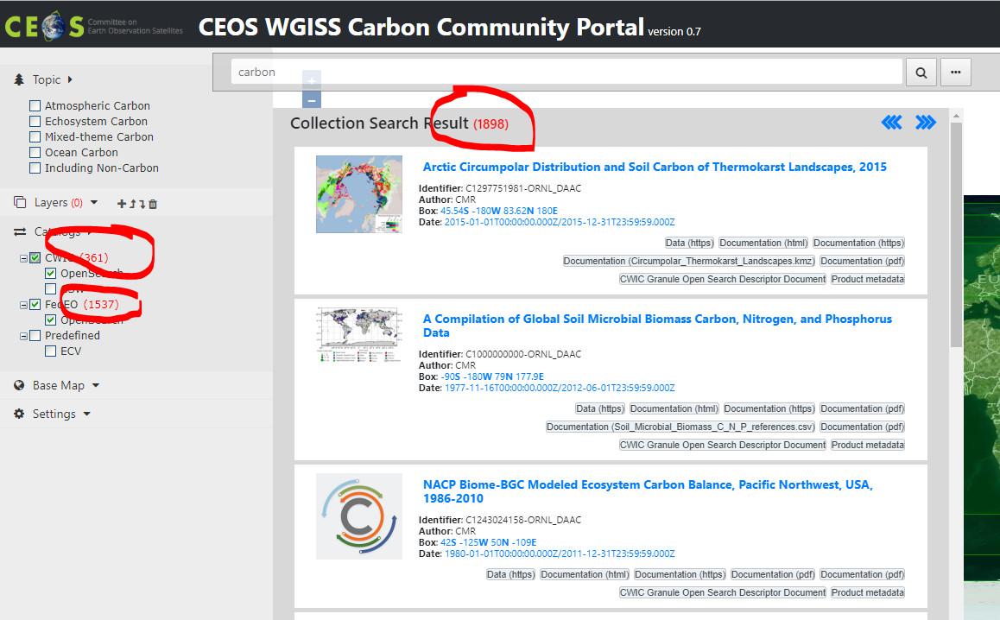 CEOS
Committee on
Earth Observation Satellites
CEOS WGISS Carbon Community Portal version 0.7
carbon
Topic
Atmospheric Carbon
Echosystem Carbon
Mixed-theme Carbon
Ocean Carbon
Including Non-Carbon
Layers (0)
Catalogs
CWIC (361)
OpenSearch
CSW
FedEO (1537)
OpenSearch
Predefined
ECV
Base Map
Settings
Collection Search Result (1898)
Arctic Circumpolar Distribution and Soil Carbon of Thermokarst Landscapes, 2015
Identifier: C1297751981-ORNL_DAAC
Author: CMR
Box: 45.54S -180W 83.62N 180E
Date: 2015-01-01T00:00:00.000Z/2015-12-31T23:59:59.000Z
Data (https) Documentation (html) Documentation (https)
Documentation (Circumpolar_Thermokarst_Landscapes.kmz) Documentation (pdf)
CWIC Granule Open Search Descriptor Document Product metadata
A Compilation of Global Soil Microbial Biomass Carbon, Nitrogen, and Phosphorus
Data
Identifier: C1000000000-ORNL_DAAC
Author: CMR
Box: -90S -180W 79N 177.9E
Date: 1977-11-16T00:00:00.000Z/2012-06-01T23:59:59.000Z
Data (https) Documentation (html) Documentation (https) Documentation (pdf)
Documentation (Soil_Microbial_Biomass_C_N_P_references.csv) Documentation (pdf)
CWIC Granule Open Search Descriptor Document Product metadata
NACP Biome-BGC Modeled Ecosystem Carbon Balance, Pacific Northwest, USA,
1986-2010
Identifier: C1243024158-ORNL_DAAC
Author: CMR
Box: 42S -125W 50N -109E
Date: 1980-01-01T00:00:00.000Z/2011-12-31T23:59:59.000Z
Data (https) Documentation (html) Documentation (https) Documentation (pdf) Documentation (pdf)
CWIC Granule Open Search Descriptor Document Product metadata